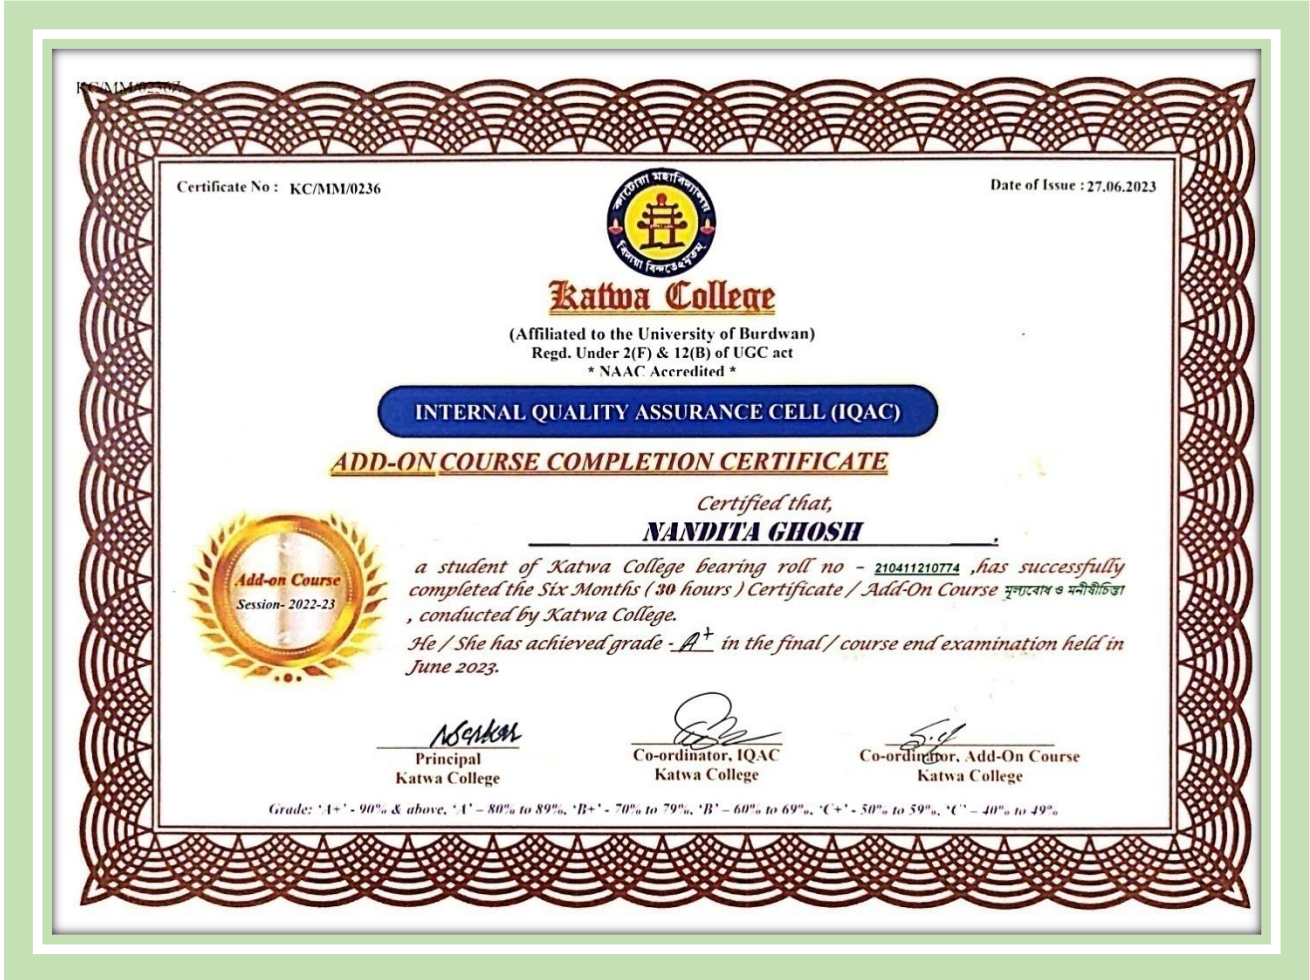 Certificate No : KC/MM/0236
Date of Issue : 27.06.2023
কাটোয়া মহাবিদ্যালয়
Katwa College
(Affiliated to the University of Burdwan)
Regd. Under 2(F) & 12(B) of UGC act
* NAAC Accredited *
INTERNAL QUALITY ASSURANCE CELL (IQAC)
ADD-ON COURSE COMPLETION CERTIFICATE
Certified that,
NANDITA GHOSH ,
Add-on Course
Session- 2022-23
a student of Katwa College bearing roll no - 210411210774 ,has successfully
completed the Six Months ( 30 hours ) Certificate / Add-On Course মূল্যবোধ ও মনীষীচিন্তা
, conducted by Katwa College.
He / She has achieved grade - A+ in the final / course end examination held in
June 2023.
NSarkar
Principal
Katwa College
Co-ordinator, IQAC
Katwa College
Co-ordinator, Add-On Course
Katwa College
Grade: 'A+' - 90% & above, 'A' – 80% to 89%, 'B+' - 70% to 79%, 'B' – 60% to 69%, 'C+' - 50% to 59%, 'C' – 40% to 49%